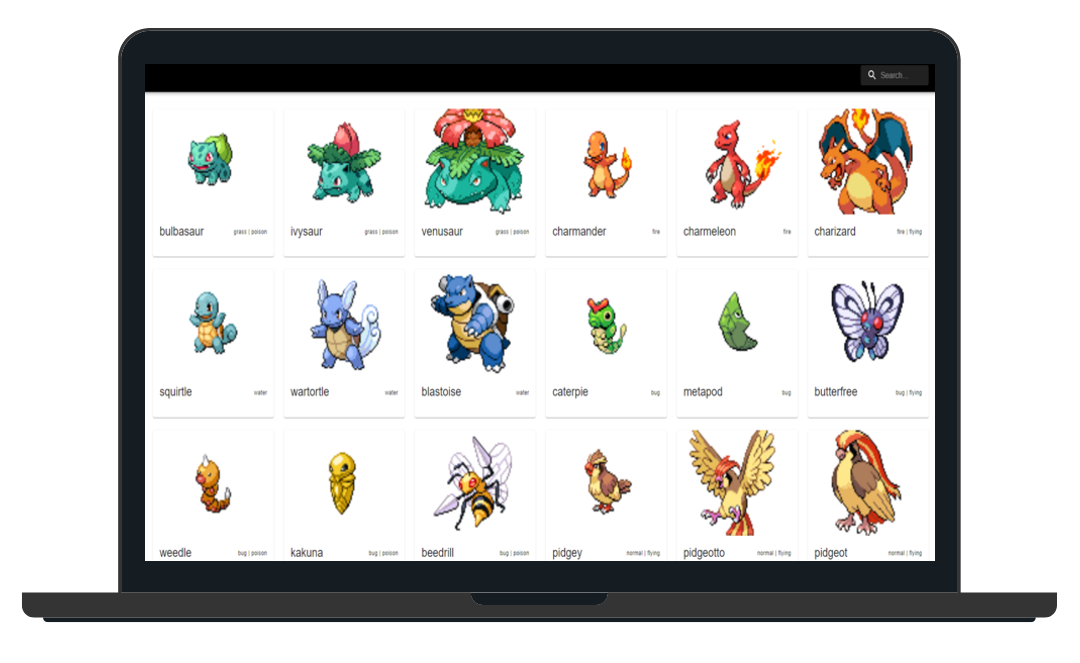 Search...
bulbasaur grass | poison
ivysaur grass | poison
venusaur grass | poison
charmander fire
charmeleon fire
charizard fire | flying
squirtle water
wartortle water
blastoise water
caterpie bug
metapod bug
butterfree bug | flying
weedle bug | poison
kakuna bug | poison
beedrill bug | poison
pidgey normal | flying
pidgeotto normal | flying
pidgeot normal | flying